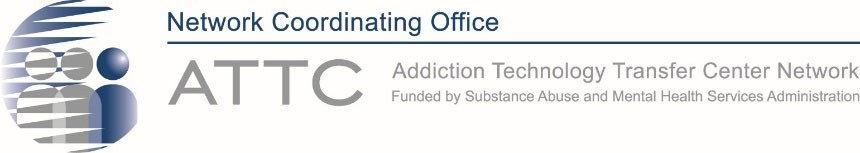 Network Coordinating Office
ATTC
Addiction Technology Transfer Center Network
Funded by Substance Abuse and Mental Health Services Administration